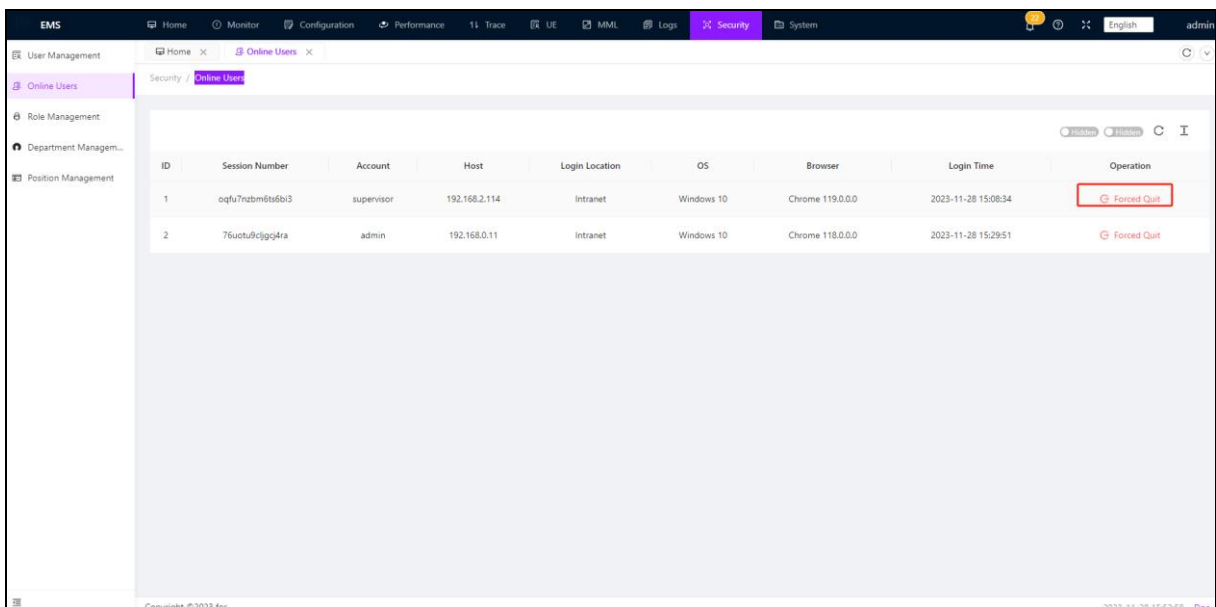 EMS Home Monitor Configuration Performance Trace UE MML Logs Security System 22 English admin
User Management
Online Users
Role Management
Department Managem...
Position Management
Home Online Users
Security / Online Users
Hidden Hidden
ID Session Number Account Host Login Location OS Browser Login Time Operation
1 oqfu7nzbm6ts6bi3 supervisor 192.168.2.114 Intranet Windows 10 Chrome 119.0.0.0 2023-11-28 15:08:34 Forced Quit
2 76uotu9cljgcj4ra admin 192.168.0.11 Intranet Windows 10 Chrome 118.0.0.0 2023-11-28 15:29:51 Forced Quit
Copyright ©2023 for